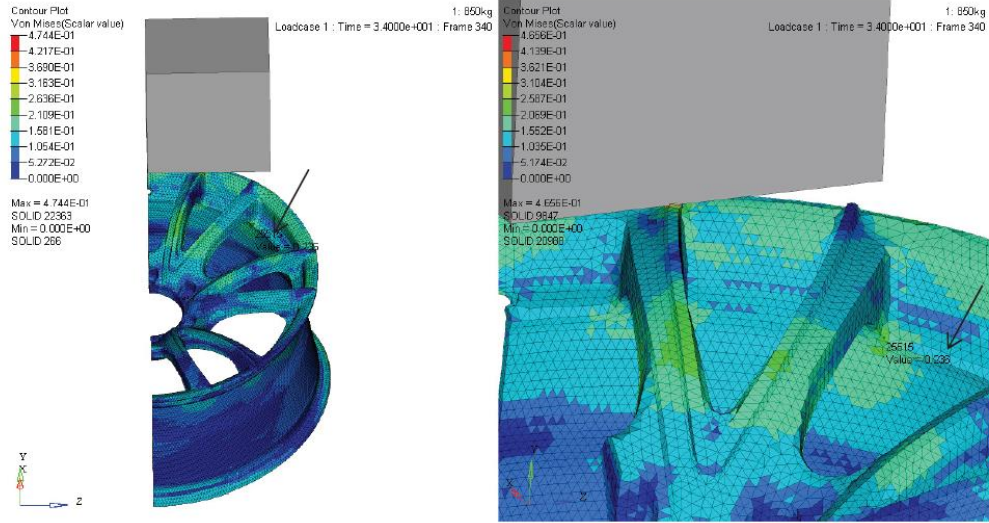 Contour Plot
Von Mises(Scalar value)
4.744E-01
4.217E-01
3.690E-01
3.163E-01
2.636E-01
2.109E-01
1.581E-01
1.054E-01
5.272E-02
0.000E+00
Max = 4.744E-01
SOLID 22363
Min = 0.000E+00
SOLID 266
1: 850kg
Loadcase 1 : Time = 3.4000e+001 : Frame 340
Y
X
Z
Contour Plot
Von Mises(Scalar value)
4.656E-01
4.139E-01
3.621E-01
3.104E-01
2.587E-01
2.069E-01
1.552E-01
1.035E-01
5.174E-02
0.000E+00
Max = 4.656E-01
SOLID 9847
Min = 0.000E+00
SOLID 20988
1: 850kg
Loadcase 1 : Time = 3.4000e+001 : Frame 340
25515
Value = 0.236
Y
X
Z